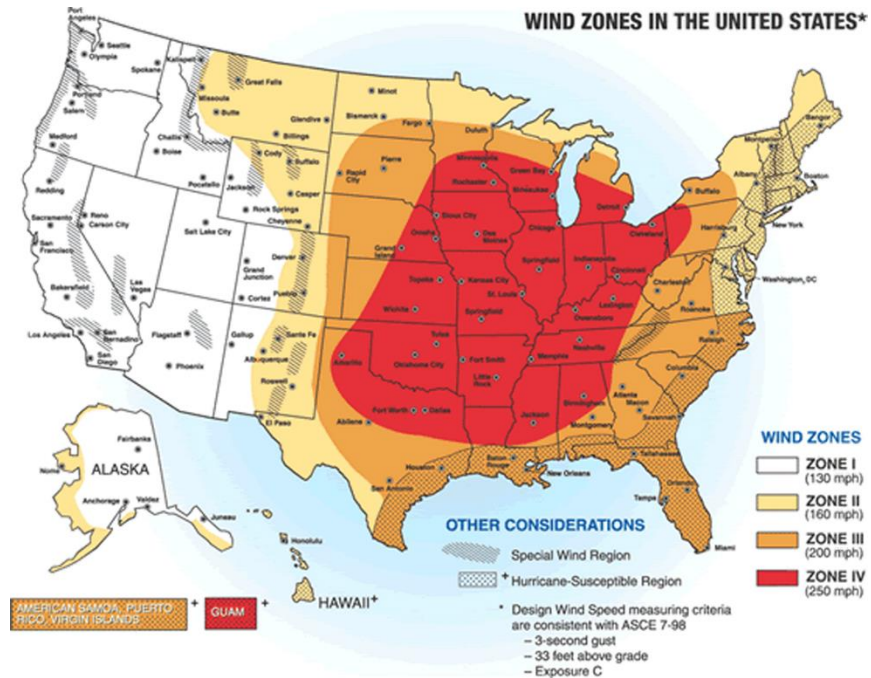 WIND ZONES IN THE UNITED STATES*
Port
Angeles
Seattle
Olympia
Spokane
Kalispell
Great Falls
Missoula
Butte
Glendive
Billings
Minot
Bismarck
Fargo
Duluth
Portland
Salem
Medford
Challis
Boise
Pocatello
Cody
Buffalo
Jackson
Casper
Rock Springs
Cheyenne
Rapid
City
Pierre
Minneapolis
Rochester
Green Bay
Milwaukee
Detroit
Buffalo
Albany
Montpelier
Bangor
Boston
New York
Harrisburg
Washington, DC
Redding
Sacramento
Reno
Carson City
San
Francisco
Salt Lake City
Grand
Junction
Denver
Pueblo
Cortez
Grand
Island
Sioux City
Omaha
Des
Moines
Chicago
Cleveland
Springfield
Indianapolis
Cincinnati
Charleston
Topeka
Kansas City
St. Louis
Lexington
Owensboro
Roanoke
Raleigh
Bakersfield
Las
Vegas
Los Angeles
San
Bernadino
San
Diego
Flagstaff
Phoenix
Gallup
Sante Fe
Albuquerque
Roswell
El Paso
Wichita
Springfield
Tulsa
Oklahoma City
Amarillo
Fort Smith
Little
Rock
Memphis
Nashville
Columbia
Atlanta
Macon
Savannah
Birmingham
Montgomery
Jackson
Fort Worth
Dallas
Abilene
San Antonio
Houston
Baton
Rouge
New Orleans
Tallahassee
Orlando
Tampa
Miami
Fairbanks
Nome
ALASKA
Anchorage
Valdez
Juneau
Honolulu
HAWAII+
AMERICAN SAMOA, PUERTO
RICO, VIRGIN ISLANDS
+
GUAM
+
OTHER CONSIDERATIONS
Special Wind Region
+ Hurricane-Susceptible Region
* Design Wind Speed measuring criteria
are consistent with ASCE 7-98
– 3-second gust
– 33 feet above grade
– Exposure C
WIND ZONES
ZONE I
(130 mph)
ZONE II
(160 mph)
ZONE III
(200 mph)
ZONE IV
(250 mph)